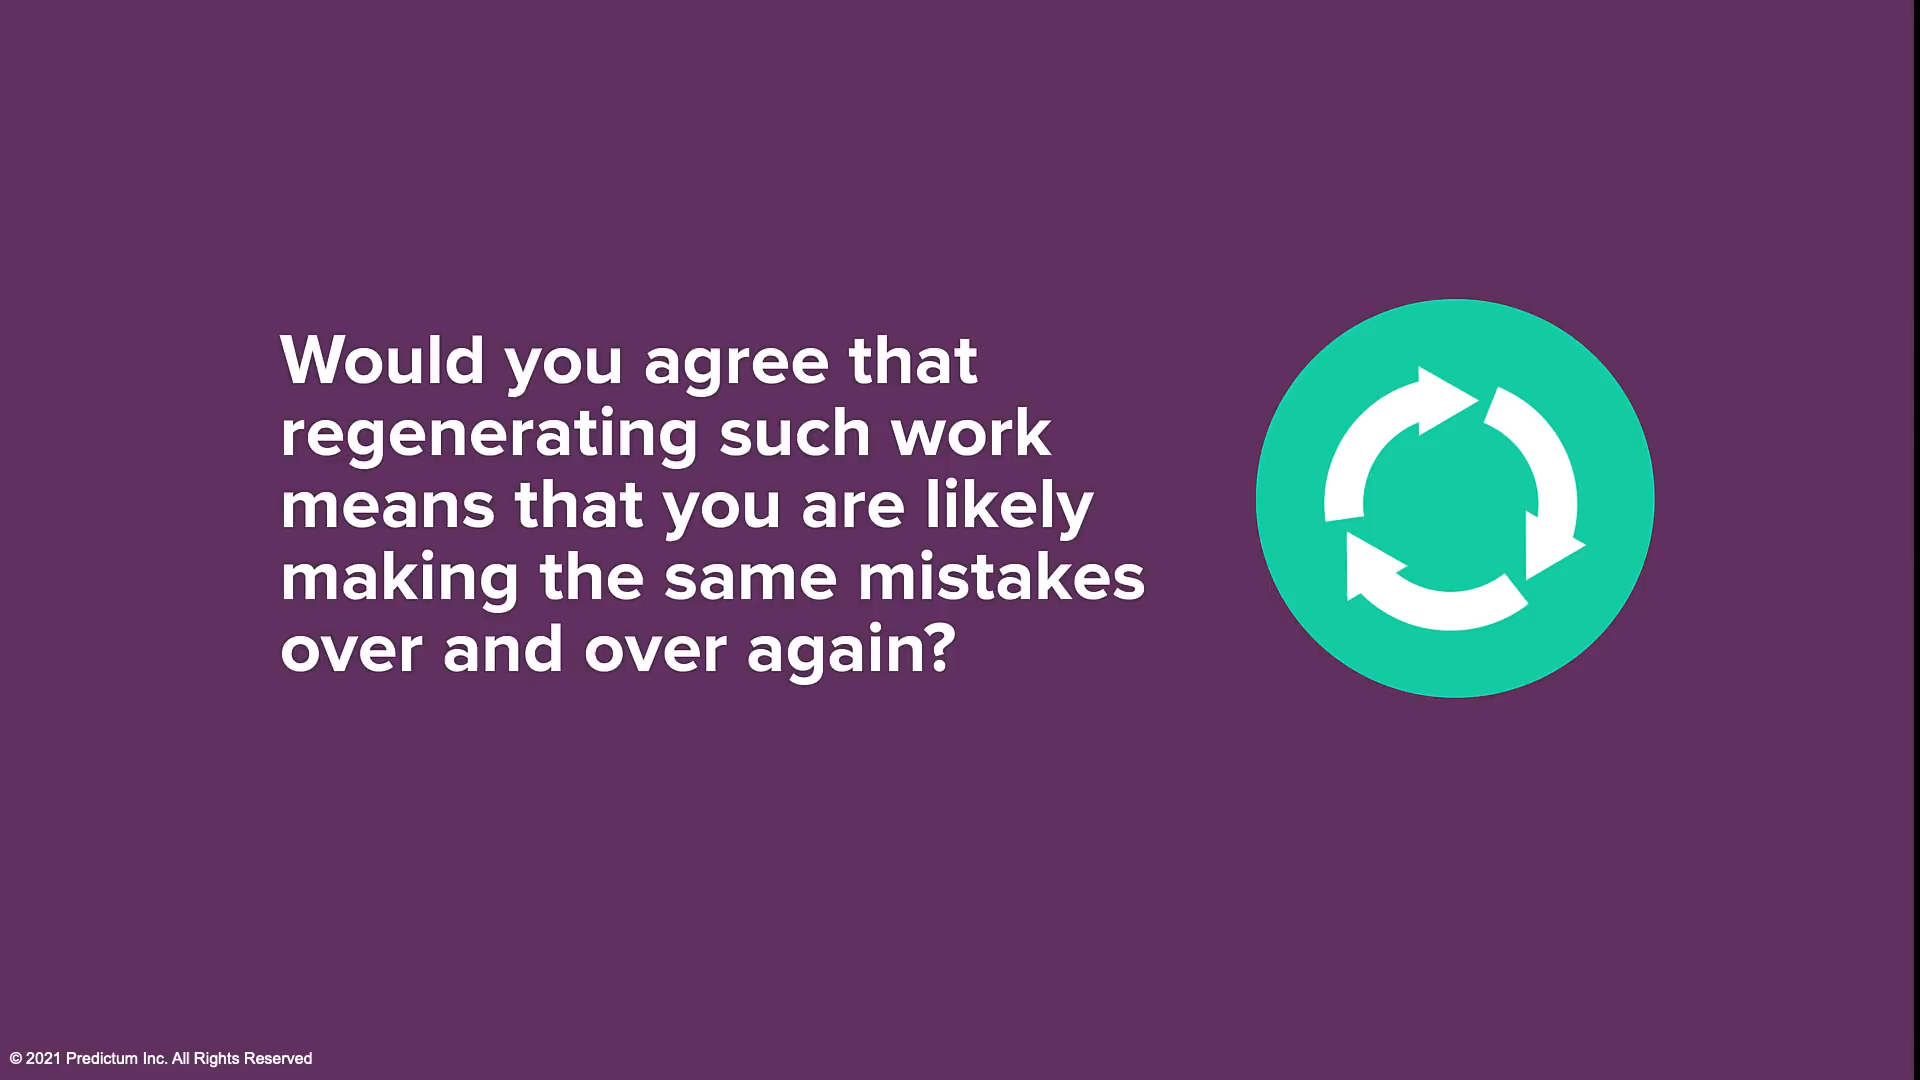 Would you agree that
regenerating such work
means that you are likely
making the same mistakes
over and over again?
© 2021 Predictum Inc. All Rights Reserved